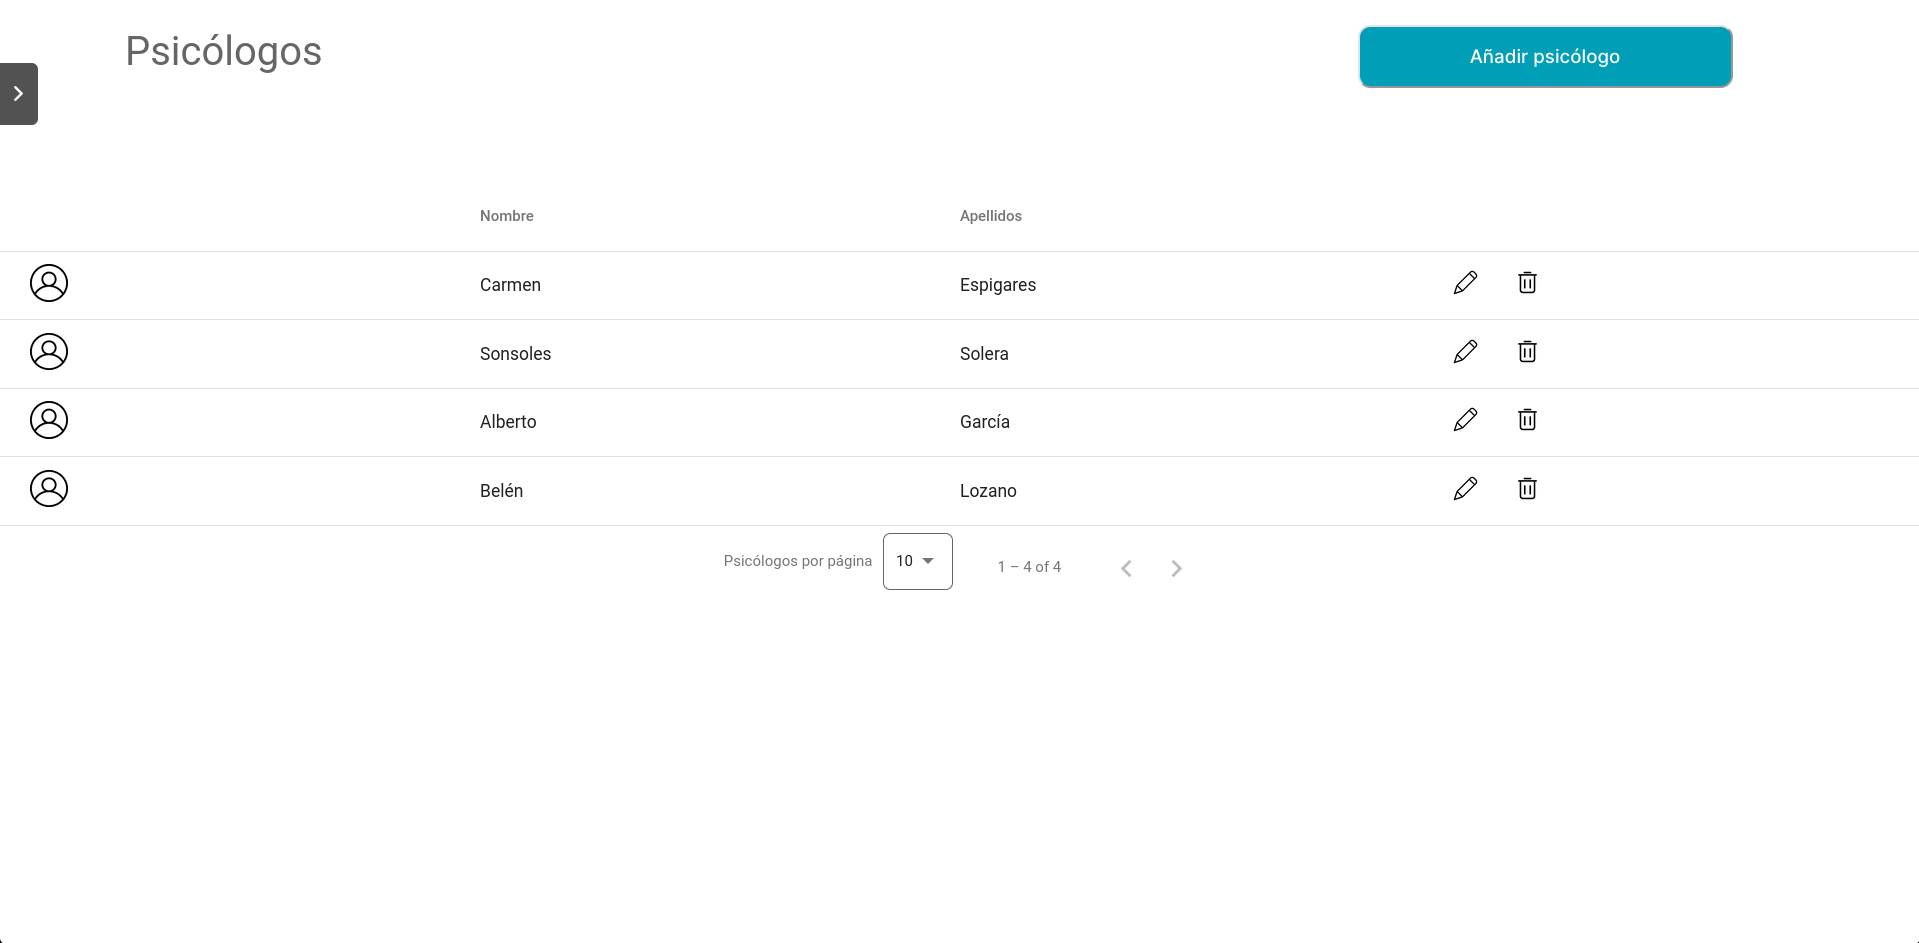 Psicólogos
Añadir psicólogo
Nombre Apellidos
Carmen Espigares
Sonsoles Solera
Alberto García
Belén Lozano
Psicólogos por página 10 1 – 4 of 4